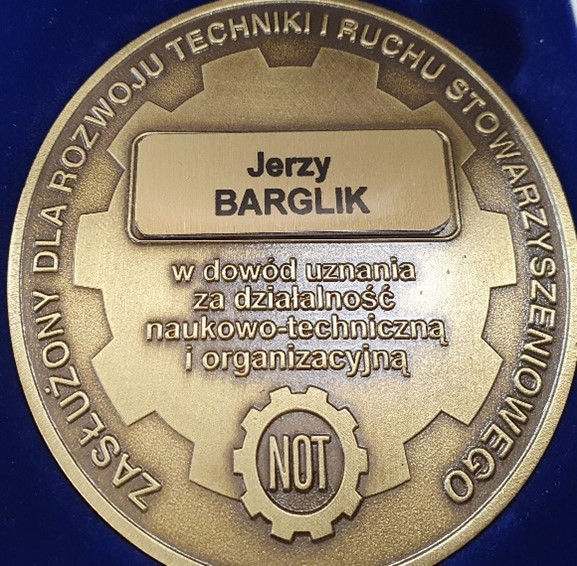 ZASŁUŻONY DLA ROZWOJU TECHNIKI I RUCHU STOWARZYSZENIOWEGO
Jerzy
BARGLIK
w dowód uznania
za działalność
naukowo-techniczną
i organizacyjną
NOT